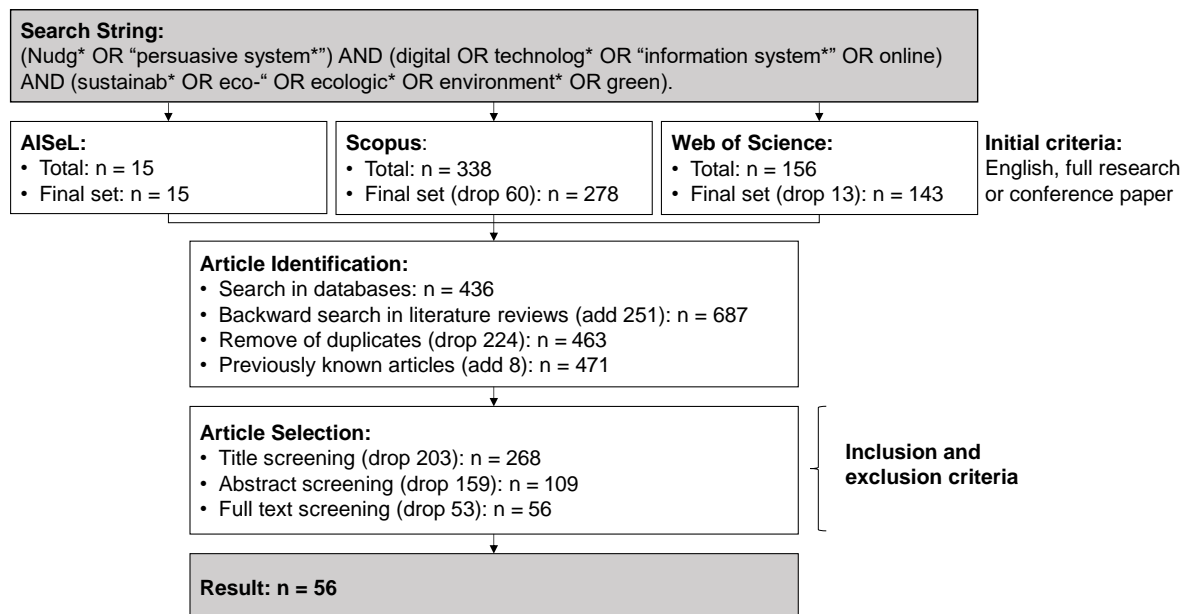 Search String:
(Nudg* OR “persuasive system*”) AND (digital OR technolog* OR “information system*” OR online)
AND (sustainab* OR eco-“ OR ecologic* OR environment* OR green).
AISeL:
• Total: n = 15
• Final set: n = 15
Scopus:
• Total: n = 338
• Final set (drop 60): n = 278
Web of Science:
• Total: n = 156
• Final set (drop 13): n = 143
Initial criteria:
English, full research
or conference paper
Article Identification:
• Search in databases: n = 436
• Backward search in literature reviews (add 251): n = 687
• Remove of duplicates (drop 224): n = 463
• Previously known articles (add 8): n = 471
Article Selection:
• Title screening (drop 203): n = 268
• Abstract screening (drop 159): n = 109
• Full text screening (drop 53): n = 56
Inclusion and
exclusion criteria
Result: n = 56